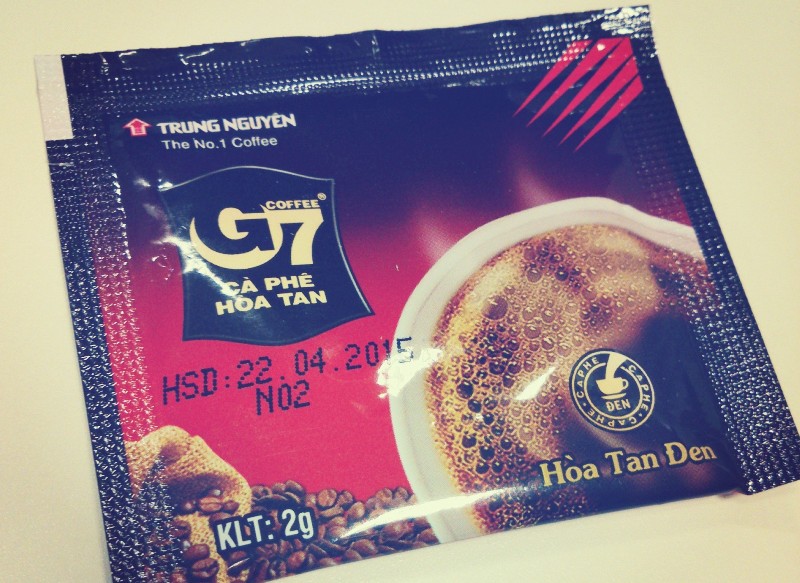 TRUNG NGUYÊN
The No.1 Coffee
COFFEE®
G7
CÀ PHÊ
HÒA TAN
HSD:22.04.2015
N02
CAPHE • CAPHE • CAPHE
ĐEN
Hòa Tan Đen
KLT: 2g